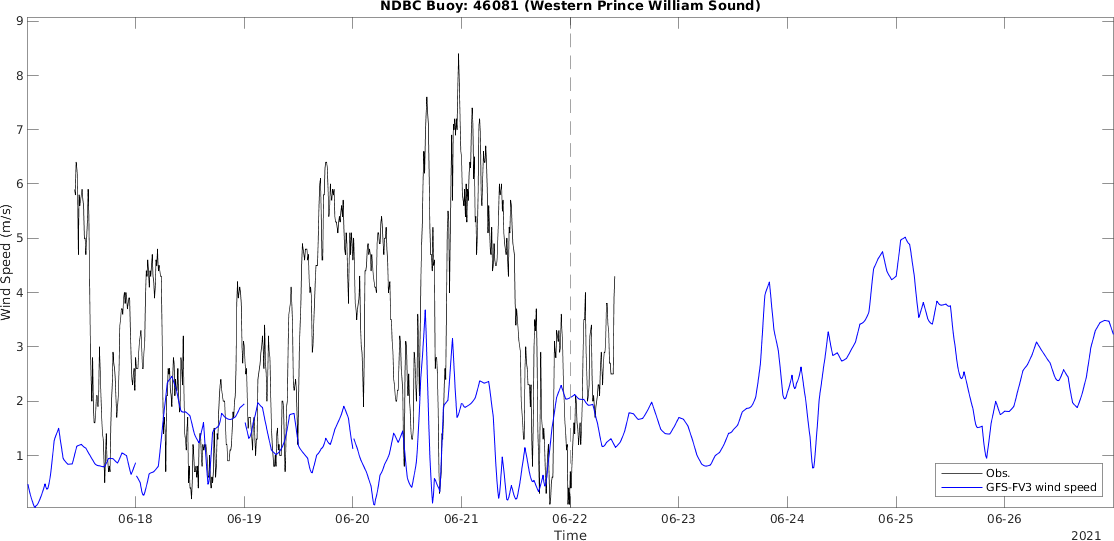 NDBC Buoy: 46081 (Western Prince William Sound)
9
8
7
6
5
4
3
2
1
Wind Speed (m/s)
06-18 06-19 06-20 06-21 06-22 06-23 06-24 06-25 06-26
Time
2021
Obs.
GFS-FV3 wind speed